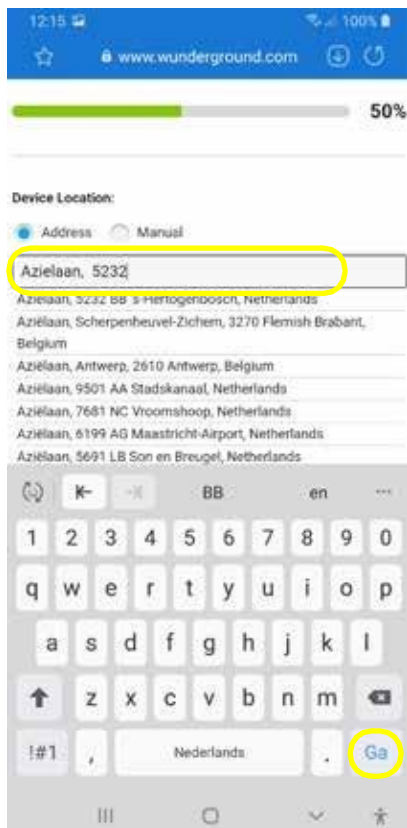 12:15 100%
www.wunderground.com
50%
Device Location:
Address Manual
Azielaan, 5232
Aziëlaan, 5232 BB 's-Hertogenbosch, Netherlands
Aziëlaan, Scherpenheuvel-Zichem, 3270 Flemish Brabant,
Belgium
Aziëlaan, Antwerp, 2610 Antwerp, Belgium
Aziëlaan, 9501 AA Stadskanaal, Netherlands
Aziëlaan, 7681 NC Vroomshoop, Netherlands
Aziëlaan, 6199 AG Maastricht-Airport, Netherlands
Aziëlaan, 5691 LB Son en Breugel, Netherlands
BB en ...
1 2 3 4 5 6 7 8 9 0
q w e r t y u i o p
a s d f g h j k l
z x c v b n m
!#1 , Nederlands . Ga